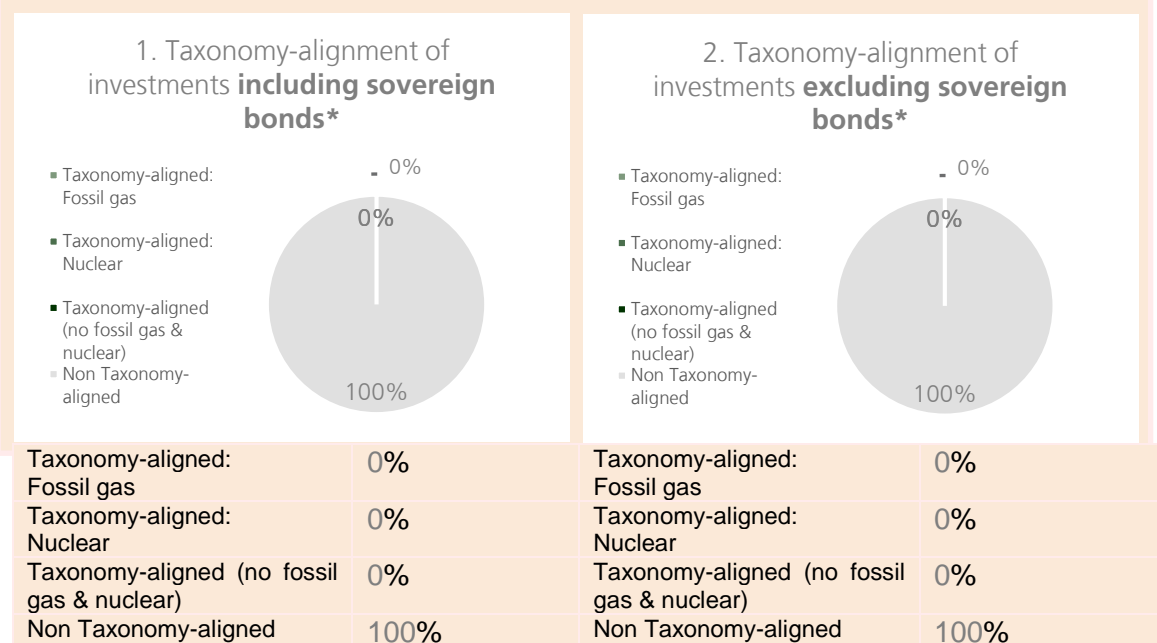 1. Taxonomy-alignment of
investments including sovereign
bonds*
Taxonomy-aligned:
Fossil gas
Taxonomy-aligned:
Nuclear
Taxonomy-aligned
(no fossil gas &
nuclear)
Non Taxonomy-
aligned
- 0%
0%
100%
2. Taxonomy-alignment of
investments excluding sovereign
bonds*
Taxonomy-aligned:
Fossil gas
Taxonomy-aligned:
Nuclear
Taxonomy-aligned
(no fossil gas &
nuclear)
Non Taxonomy-
aligned
- 0%
0%
100%
Taxonomy-aligned: 0% Taxonomy-aligned: 0%
Fossil gas Fossil gas
Taxonomy-aligned: 0% Taxonomy-aligned: 0%
Nuclear Nuclear
Taxonomy-aligned (no fossil 0% Taxonomy-aligned (no fossil 0%
gas & nuclear) gas & nuclear)
Non Taxonomy-aligned 100% Non Taxonomy-aligned 100%